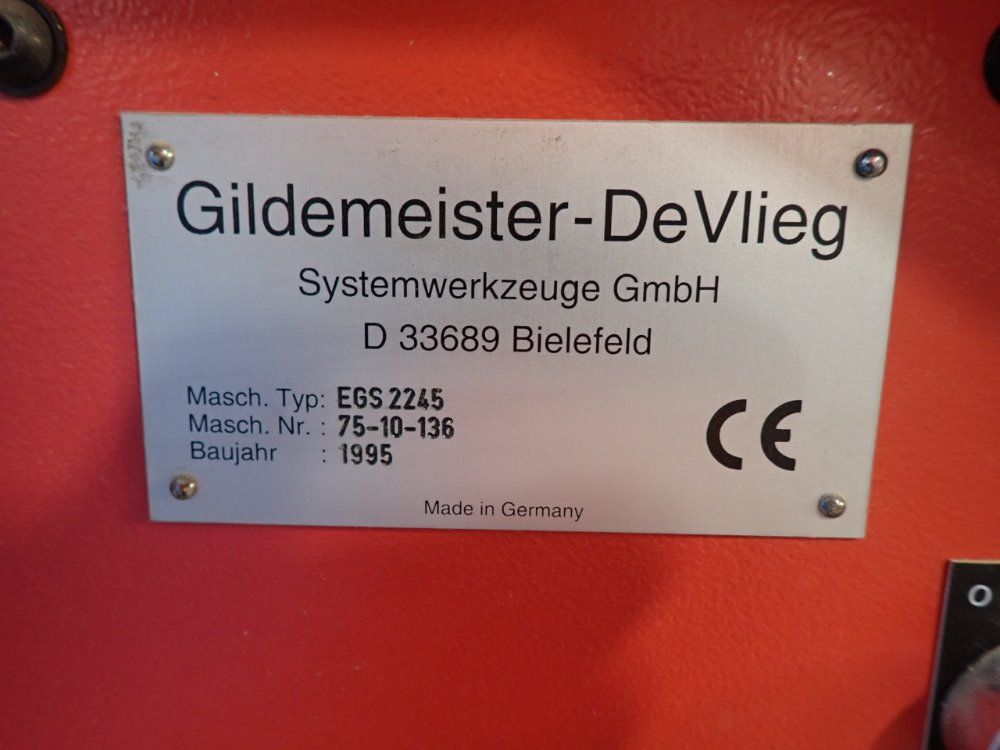 Gildemeister-DeVlieg
Systemwerkzeuge GmbH
D 33689 Bielefeld
Masch. Typ: EGS 2245
Masch. Nr. : 75-10-136
Baujahr : 1995
CE
Made in Germany
O